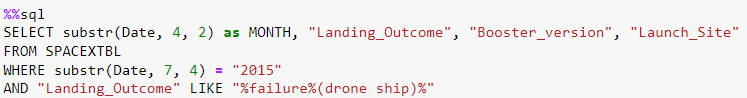 %%sql
SELECT substr(Date, 4, 2) as MONTH, "Landing_Outcome", "Booster_version", "Launch_Site"
FROM SPACEXTBL
WHERE substr(Date, 7, 4) = "2015"
AND "Landing_Outcome" LIKE "%failure%(drone ship)%"